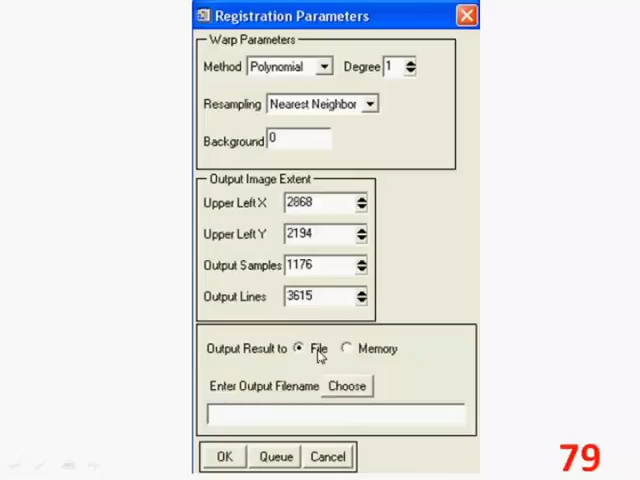 Registration Parameters
Warp Parameters
Method Polynomial Degree 1
Resampling Nearest Neighbor
Background 0
Output Image Extent
Upper Left X 2868
Upper Left Y 2194
Output Samples 1176
Output Lines 3615
Output Result to File Memory
Enter Output Filename Choose
OK Queue Cancel
79